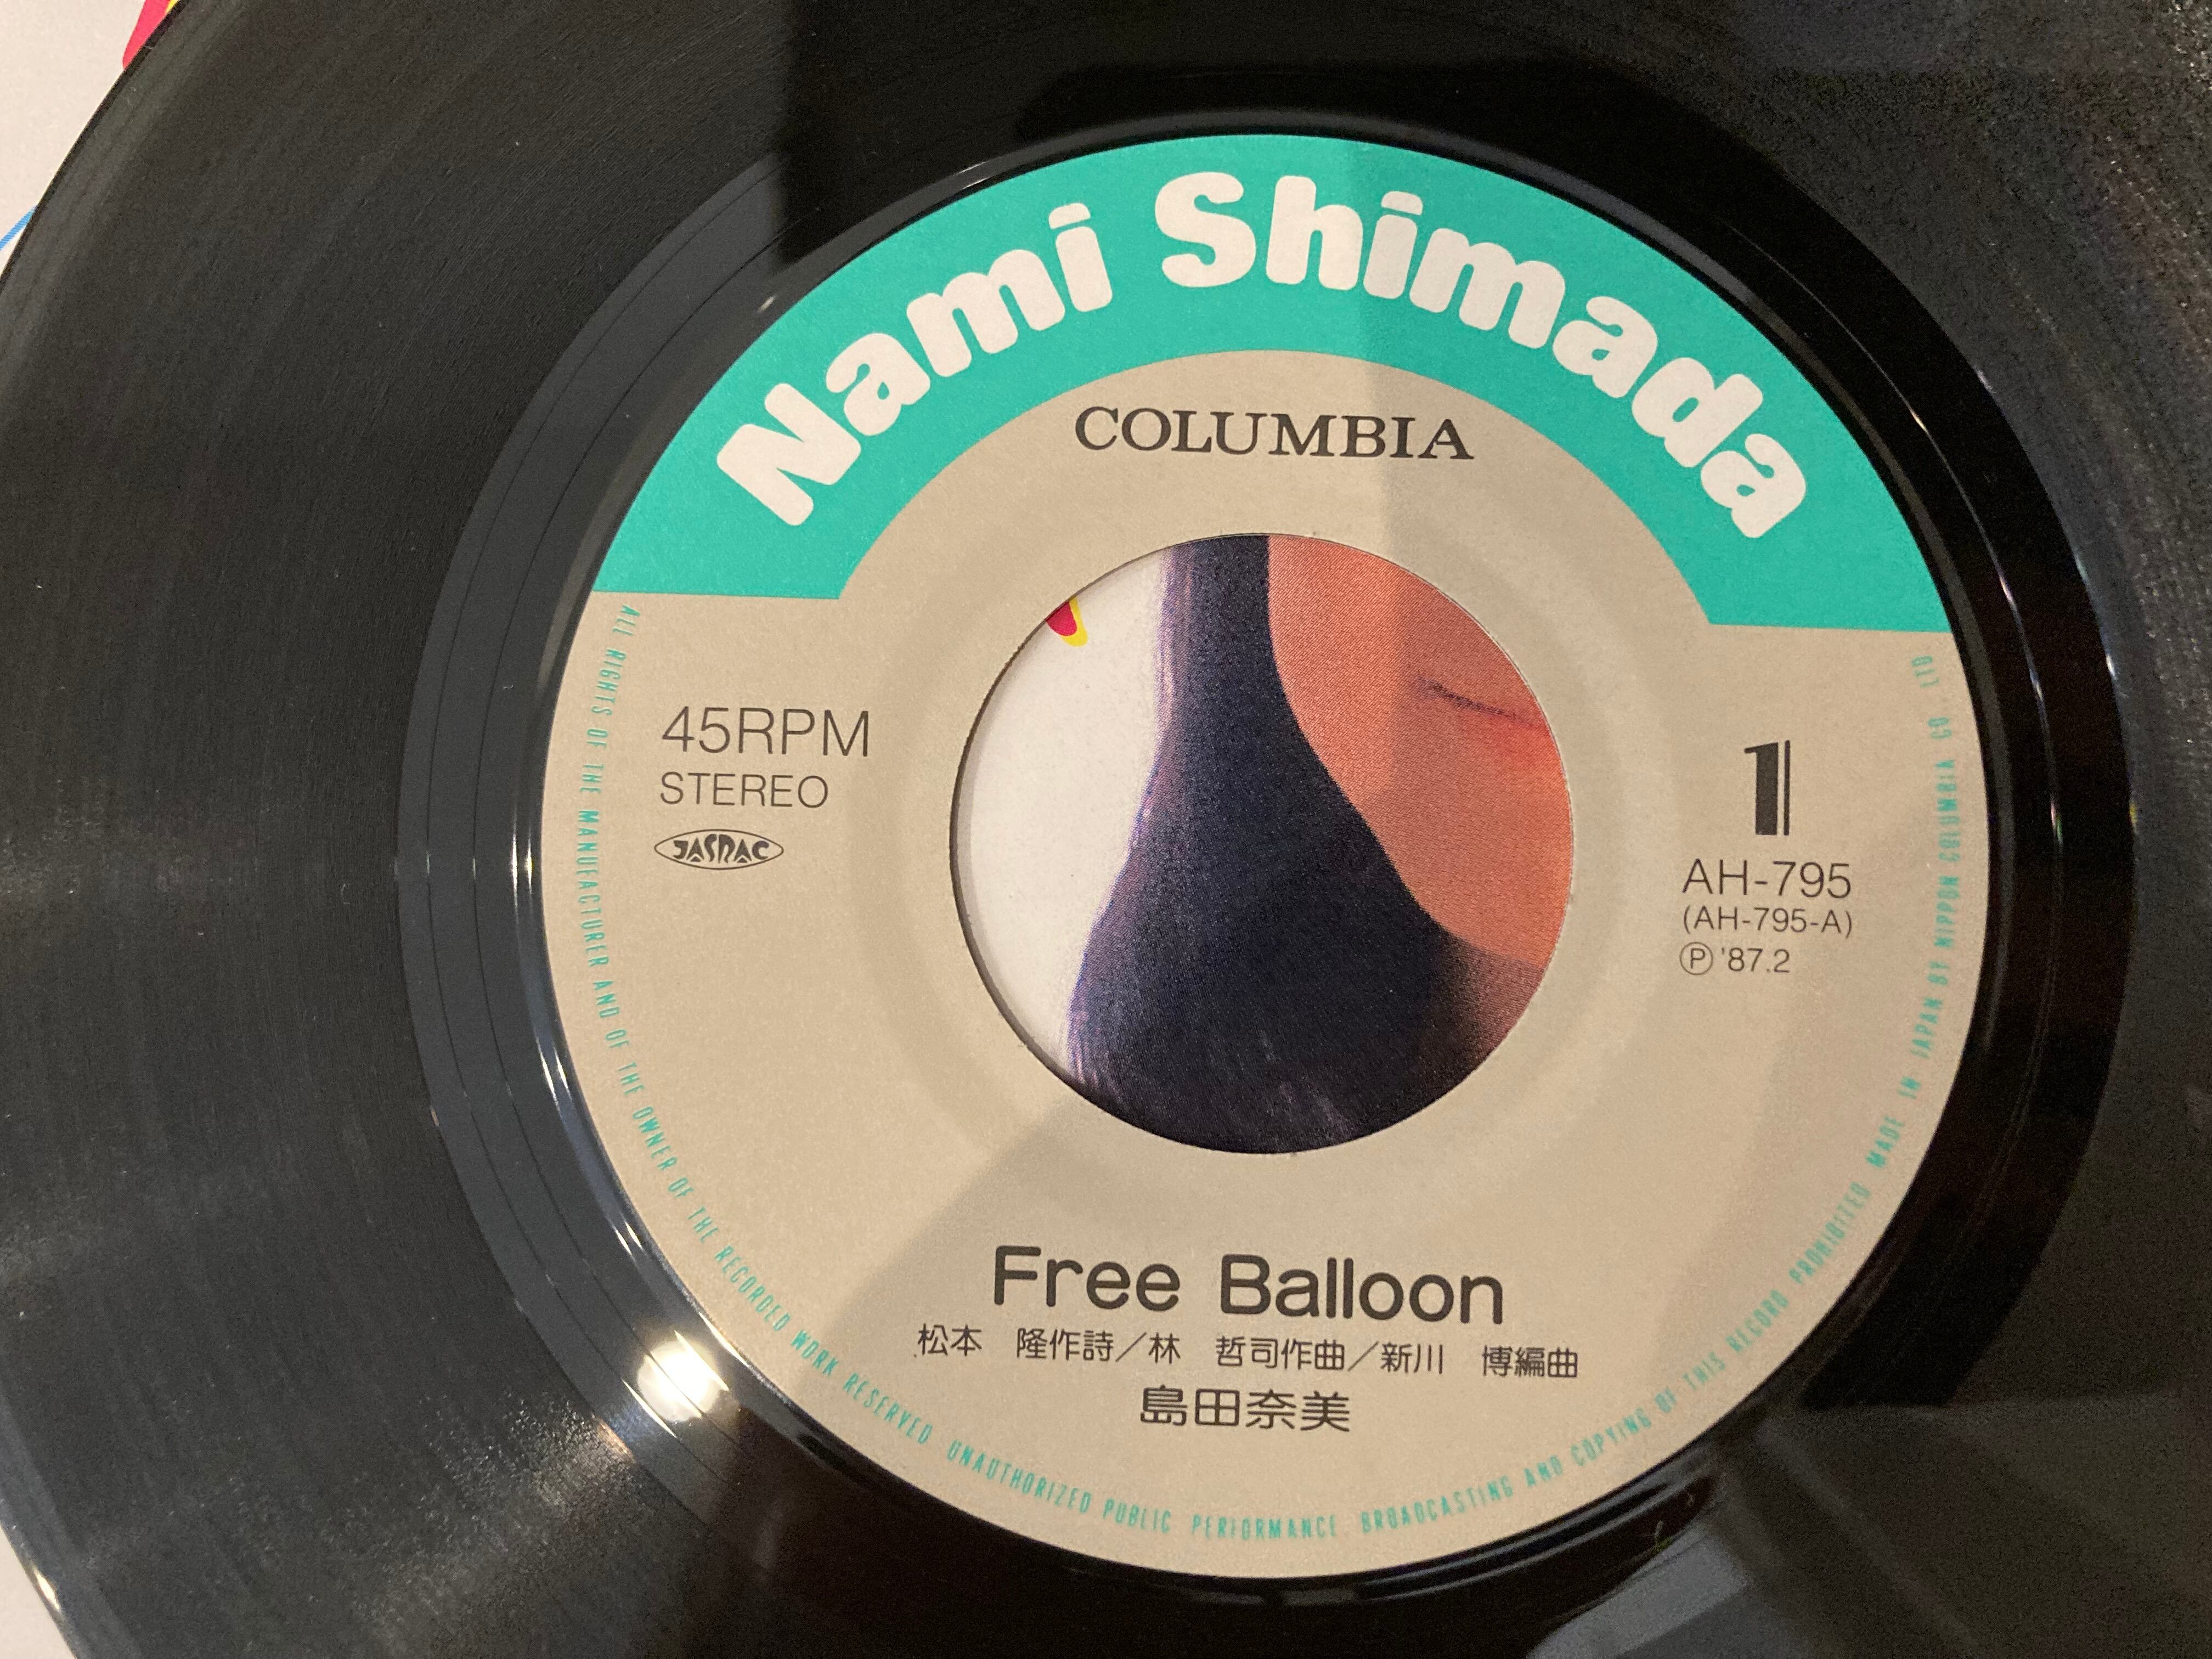 Nami Shimada
COLUMBIA
45RPM
STEREO
JASRAC
1
AH-795
(AH-795-A)
Ⓟ '87.2
Free Balloon
松本　隆作詩／林　哲司作曲／新川　博編曲
島田奈美
ALL RIGHTS OF THE MANUFACTURER AND OF THE OWNER OF THE RECORDED WORK RESERVED UNAUTHORIZED PUBLIC PERFORMANCE. BROADCASTING AND COPYING OF THIS RECORD PROHIBITED MADE IN JAPAN BY NIPPON COLUMBIA CO., LTD